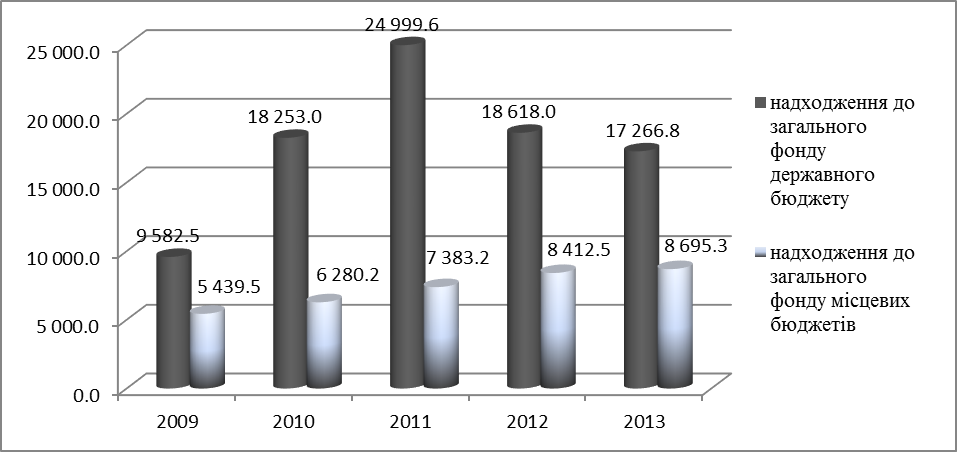 24 999.6
25 000.0
18 253.0
18 618.0
20 000.0
17 266.8
15 000.0
9 582.5
10 000.0
5 439.5
6 280.2
7 383.2
8 412.5
8 695.3
5 000.0
0.0
2009
2010
2011
2012
2013
надходження до
загального
фонду
державного
бюджету
надходження до
загального
фонду місцевих
бюджетів